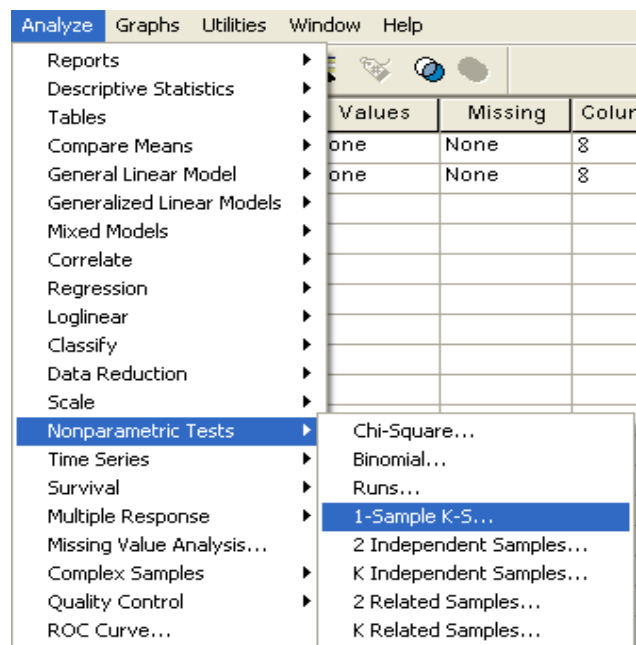 Analyze Graphs Utilities Window Help
Reports
Descriptive Statistics
Tables
Compare Means
General Linear Model
Generalized Linear Models
Mixed Models
Correlate
Regression
Loglinear
Classify
Data Reduction
Scale
Nonparametric Tests
Time Series
Survival
Multiple Response
Missing Value Analysis...
Complex Samples
Quality Control
ROC Curve...
Values Missing Colur
one None 8
one None 8
Chi-Square...
Binomial...
Runs...
1-Sample K-S...
2 Independent Samples...
K Independent Samples...
2 Related Samples...
K Related Samples...